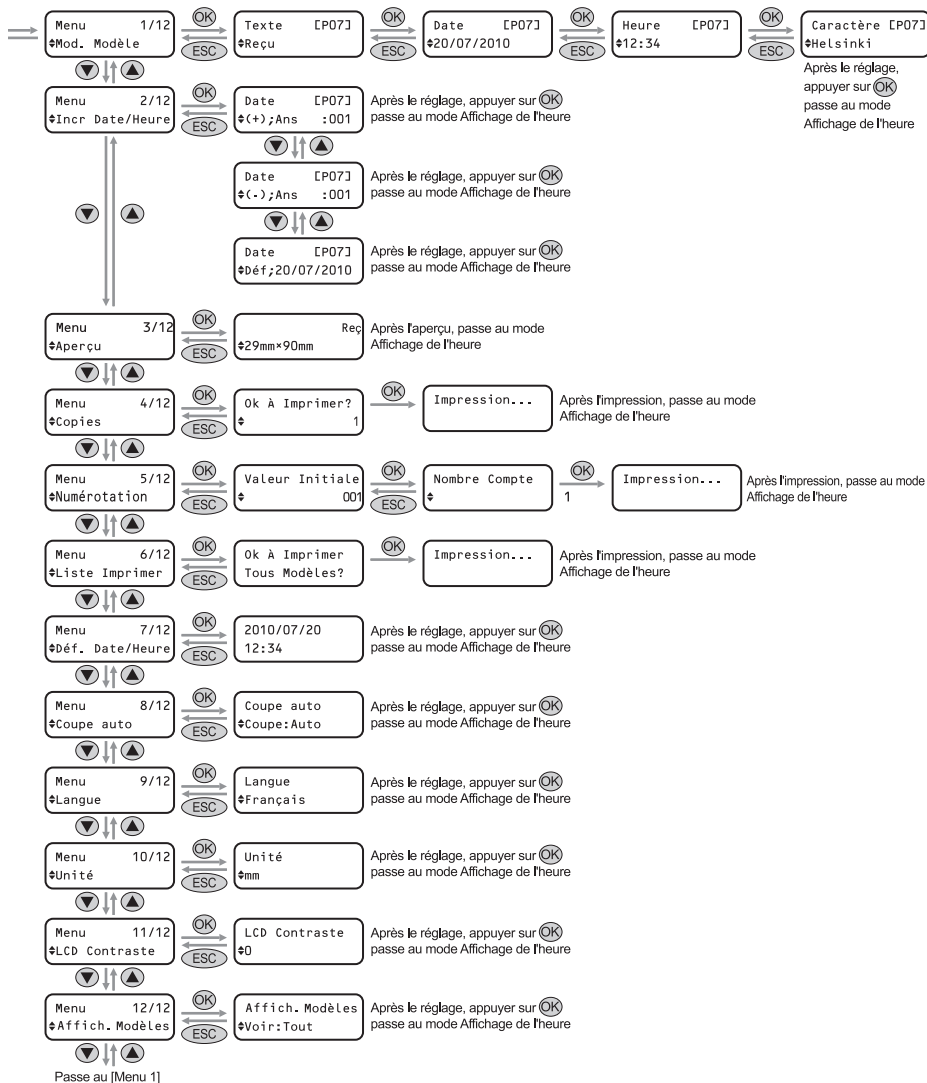 Menu 1/12
Mod. Modèle
OK
ESC
Texte [P07]
Reçu
OK
ESC
Date [P07]
20/07/2010
OK
ESC
Heure [P07]
12:34
OK
ESC
Caractère [P07]
Helsinki
Après le réglage,
appuyer sur OK
passe au mode
Affichage de l'heure
Menu 2/12
Incr Date/Heure
OK
ESC
Date [P07]
(+);Ans :001
Après le réglage, appuyer sur OK
passe au mode Affichage de l'heure
Date [P07]
(-);Ans :001
Après le réglage, appuyer sur OK
passe au mode Affichage de l'heure
Date [P07]
Déf;20/07/2010
Après le réglage, appuyer sur OK
passe au mode Affichage de l'heure
Menu 3/12
Aperçu
OK
ESC
Reç
29mm×90mm
Après l'aperçu, passe au mode
Affichage de l'heure
Menu 4/12
Copies
OK
ESC
Ok À Imprimer?
1
OK
Impression...
Après l'impression, passe au mode
Affichage de l'heure
Menu 5/12
Numérotation
OK
ESC
Valeur Initiale
001
OK
ESC
Nombre Compte
OK
1
Impression...
Après l'impression, passe au mode
Affichage de l'heure
Menu 6/12
Liste Imprimer
OK
ESC
Ok À Imprimer
Tous Modèles?
OK
Impression...
Après l'impression, passe au mode
Affichage de l'heure
Menu 7/12
Déf. Date/Heure
OK
ESC
2010/07/20
12:34
Après le réglage, appuyer sur OK
passe au mode Affichage de l'heure
Menu 8/12
Coupe auto
OK
ESC
Coupe auto
Coupe:Auto
Après le réglage, appuyer sur OK
passe au mode Affichage de l'heure
Menu 9/12
Langue
OK
ESC
Langue
Français
Après le réglage, appuyer sur OK
passe au mode Affichage de l'heure
Menu 10/12
Unité
OK
ESC
Unité
mm
Après le réglage, appuyer sur OK
passe au mode Affichage de l'heure
Menu 11/12
LCD Contraste
OK
ESC
LCD Contraste
0
Après le réglage, appuyer sur OK
passe au mode Affichage de l'heure
Menu 12/12
Affich. Modèles
OK
ESC
Affich. Modèles
Voir:Tout
Après le réglage, appuyer sur OK
passe au mode Affichage de l'heure
Passe au [Menu 1]